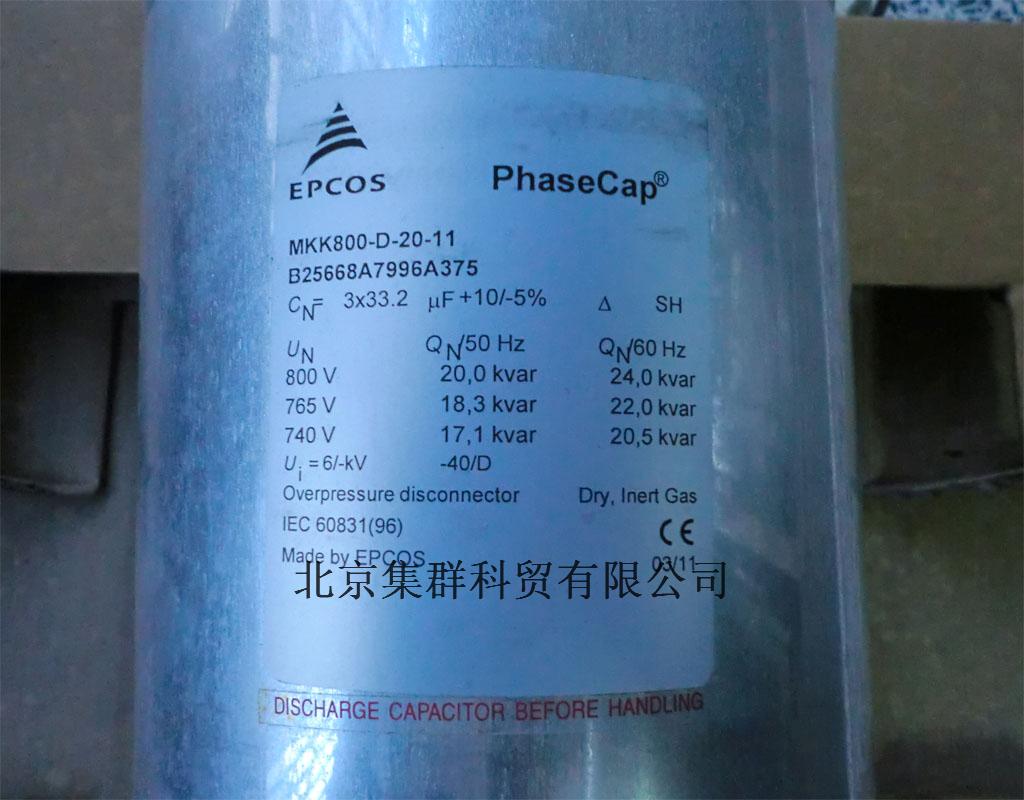 EPCOS
PhaseCap®
MKK800-D-20-11
B25668A7996A375
CN= 3x33.2 μF +10/-5% Δ SH
UN QN/50 Hz QN/60 Hz
800 V 20,0 kvar 24,0 kvar
765 V 18,3 kvar 22,0 kvar
740 V 17,1 kvar 20,5 kvar
Ui = 6/-kV -40/D
Overpressure disconnector Dry, Inert Gas
IEC 60831(96) CE
Made by EPCOS 03/11
北京集群科贸有限公司
DISCHARGE CAPACITOR BEFORE HANDLING